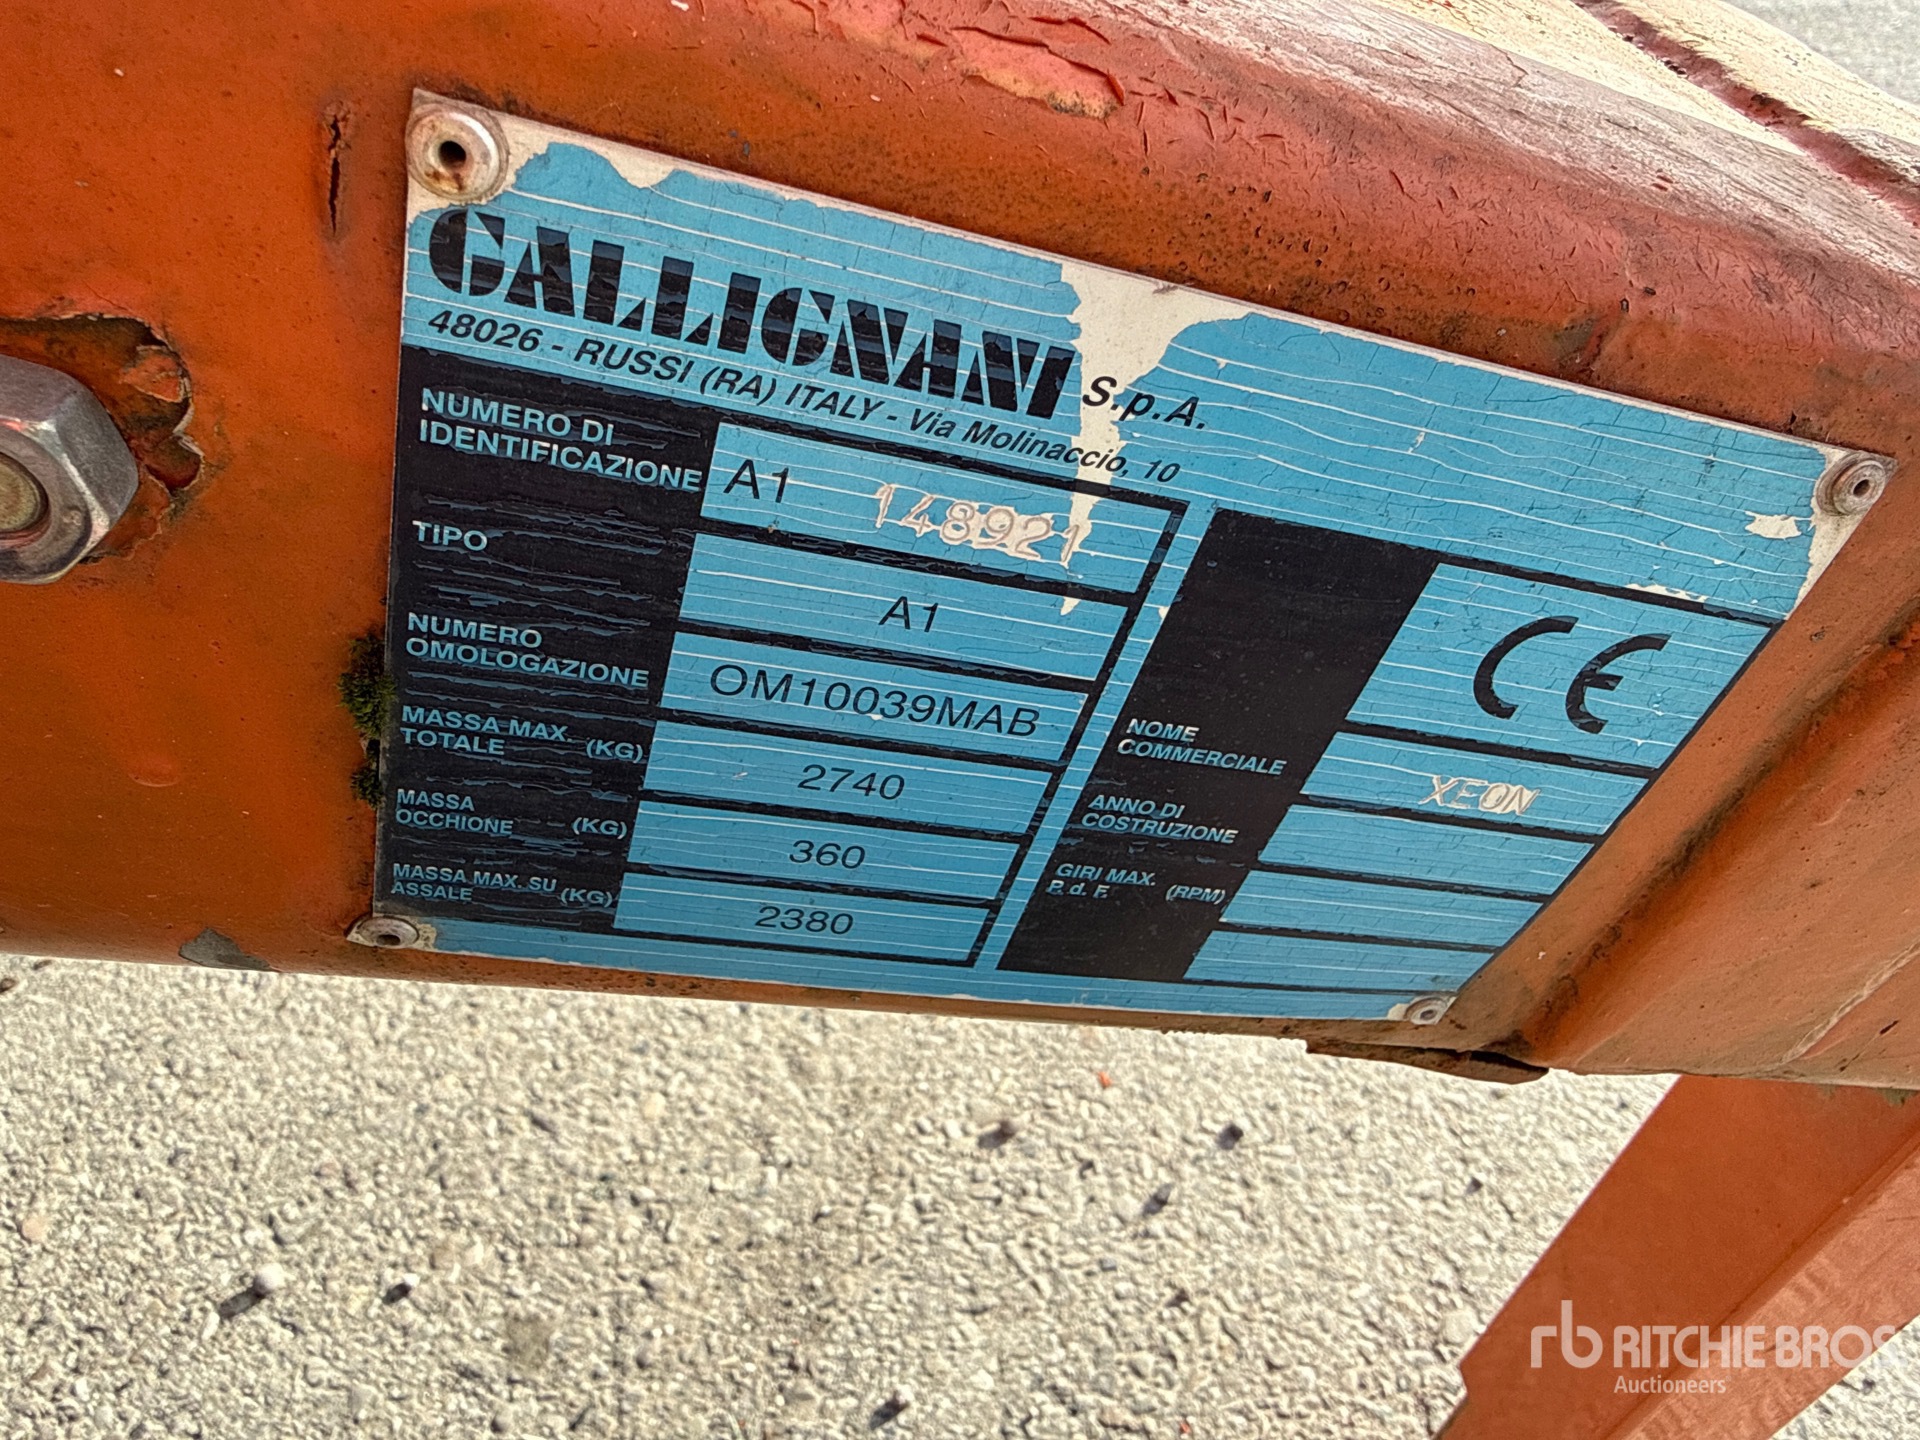 GALLIGNANI S.p.A.
48026 - RUSSI (RA) ITALY - Via Molinaccio, 10
NUMERO DI
IDENTIFICAZIONE
A1 148921
TIPO
A1
NUMERO
OMOLOGAZIONE
OM10039MAB
MASSA MAX. (KG)
TOTALE
2740
MASSA
OCCHIONE (KG)
360
MASSA MAX. SU
ASSALE (KG)
2380
CE
NOME
COMMERCIALE
XEON
ANNO DI
COSTRUZIONE
GIRI MAX. (RPM)
P. d. F.
rb RITCHIE BROS
Auctioneers